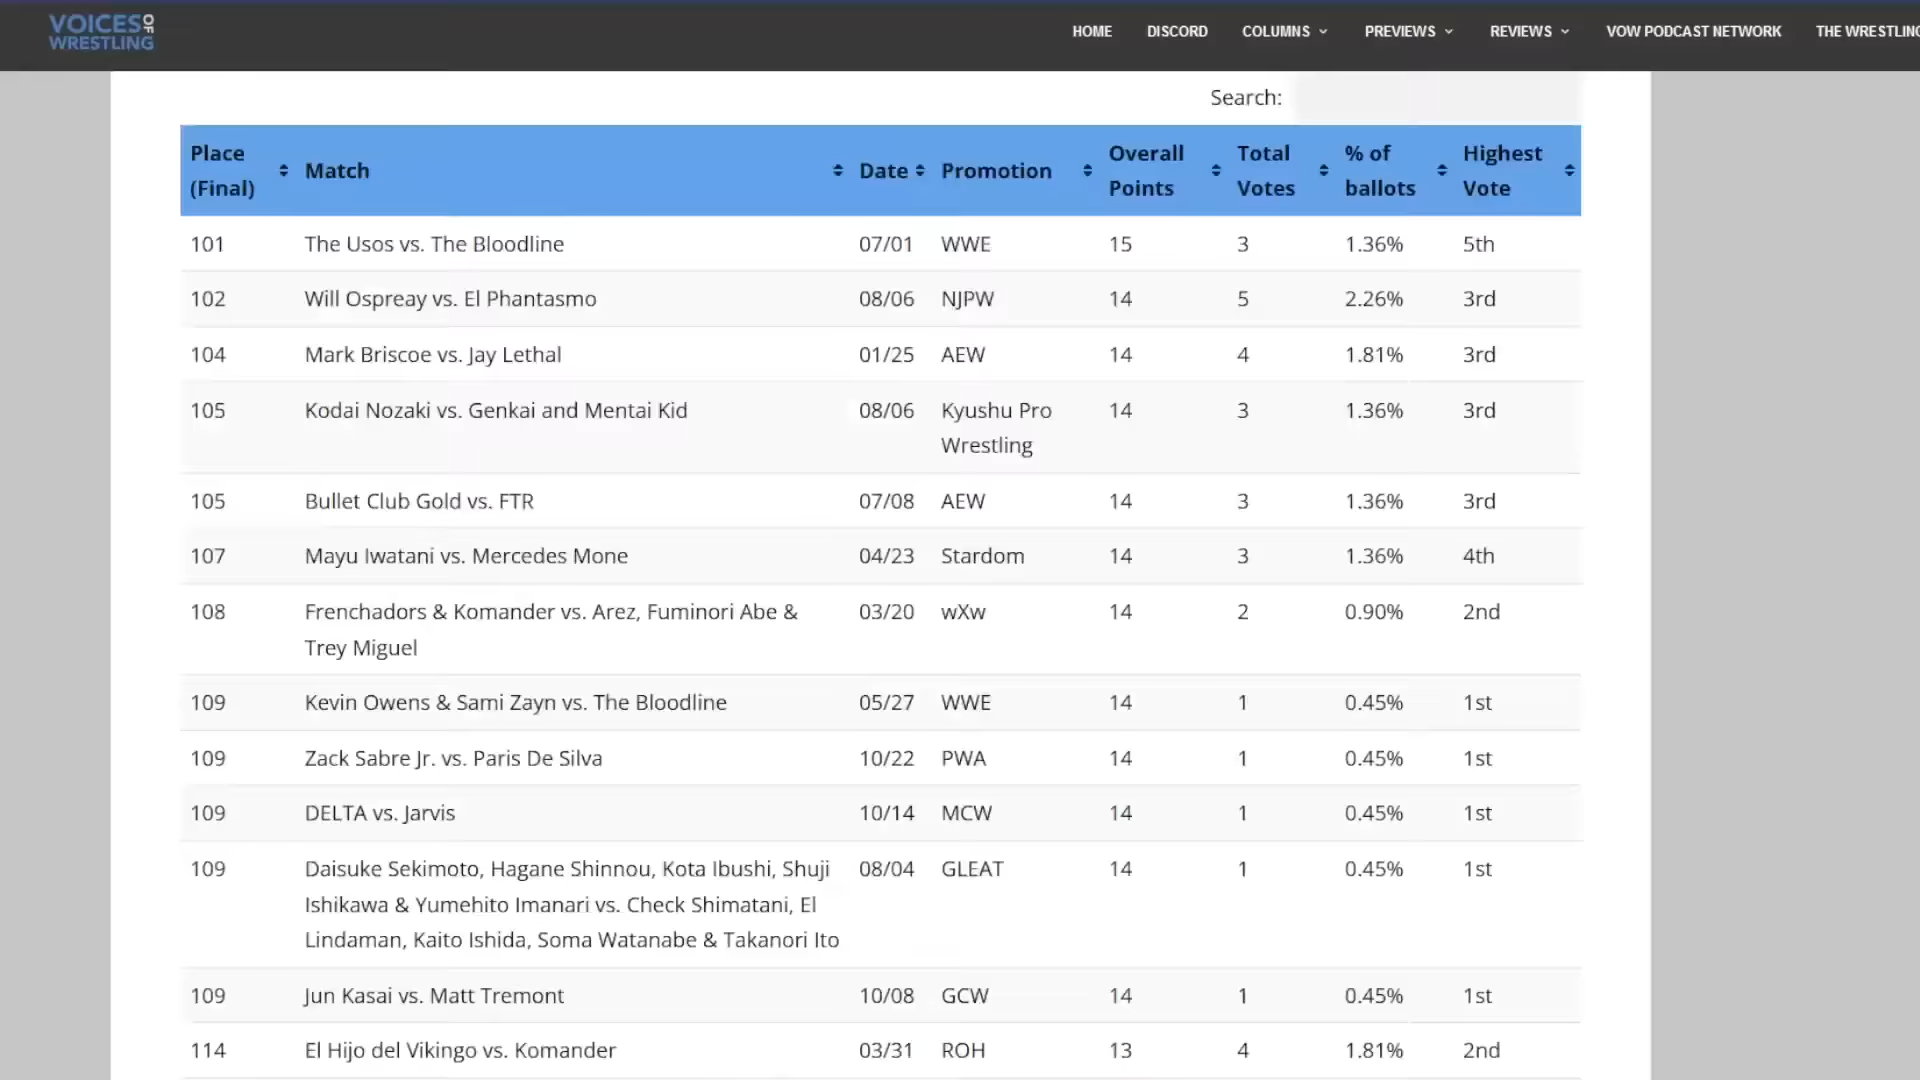 VOICES OF WRESTLING
HOME DISCORD COLUMNS PREVIEWS REVIEWS VOW PODCAST NETWORK THE WRESTLING
Search:
Place (Final) Match Date Promotion Overall Points Total Votes % of ballots Highest Vote
101 The Usos vs. The Bloodline 07/01 WWE 15 3 1.36% 5th
102 Will Ospreay vs. El Phantasmo 08/06 NJPW 14 5 2.26% 3rd
104 Mark Briscoe vs. Jay Lethal 01/25 AEW 14 4 1.81% 3rd
105 Kodai Nozaki vs. Genkai and Mentai Kid 08/06 Kyushu Pro Wrestling 14 3 1.36% 3rd
105 Bullet Club Gold vs. FTR 07/08 AEW 14 3 1.36% 3rd
107 Mayu Iwatani vs. Mercedes Mone 04/23 Stardom 14 3 1.36% 4th
108 Frenchadors & Komander vs. Arez, Fuminori Abe & Trey Miguel 03/20 wXw 14 2 0.90% 2nd
109 Kevin Owens & Sami Zayn vs. The Bloodline 05/27 WWE 14 1 0.45% 1st
109 Zack Sabre Jr. vs. Paris De Silva 10/22 PWA 14 1 0.45% 1st
109 DELTA vs. Jarvis 10/14 MCW 14 1 0.45% 1st
109 Daisuke Sekimoto, Hagane Shinnou, Kota Ibushi, Shuji Ishikawa & Yumehito Imanari vs. Check Shimatani, El Lindaman, Kaito Ishida, Soma Watanabe & Takanori Ito 08/04 GLEAT 14 1 0.45% 1st
109 Jun Kasai vs. Matt Tremont 10/08 GCW 14 1 0.45% 1st
114 El Hijo del Vikingo vs. Komander 03/31 ROH 13 4 1.81% 2nd